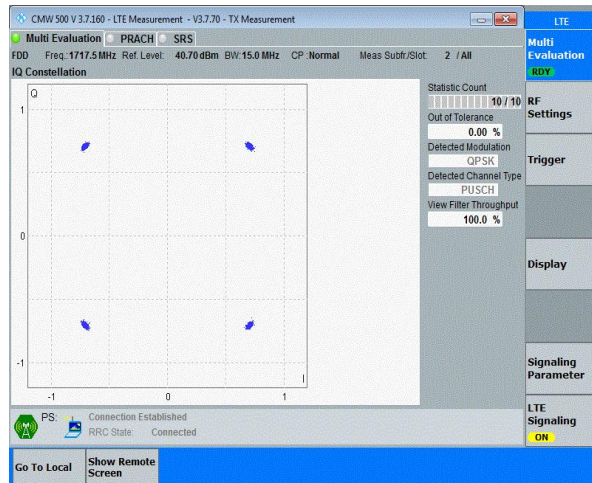 CMW 500 V 3.7.160 - LTE Measurement - V3.7.70 - TX Measurement
LTE
Multi Evaluation PRACH SRS
Multi
Evaluation
RDY
FDD Freq.:1717.5 MHz Ref. Level: 40.70 dBm BW:15.0 MHz CP :Normal Meas Subfr./Slot: 2 / All
IQ Constellation
Q
1
0
-1
-1
0
1
I
Statistic Count
10 / 10
Out of Tolerance
0.00 %
Detected Modulation
QPSK
Detected Channel Type
PUSCH
View Filter Throughput
100.0 %
RF
Settings
Trigger
Display
Signaling
Parameter
LTE
Signaling
ON
PS: Connection Established
RRC State: Connected
Go To Local
Show Remote
Screen